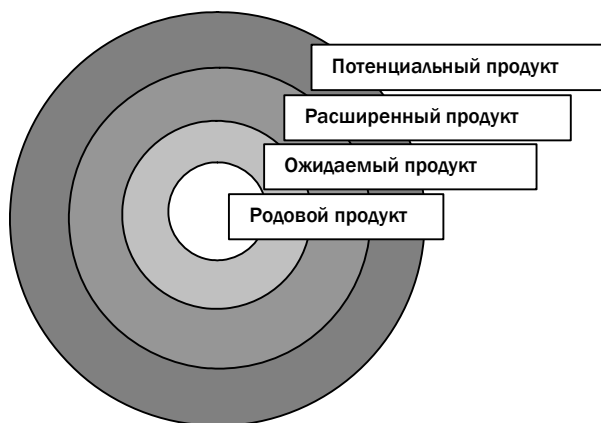 Потенциальный продукт
Расширенный продукт
Ожидаемый продукт
Родовой продукт